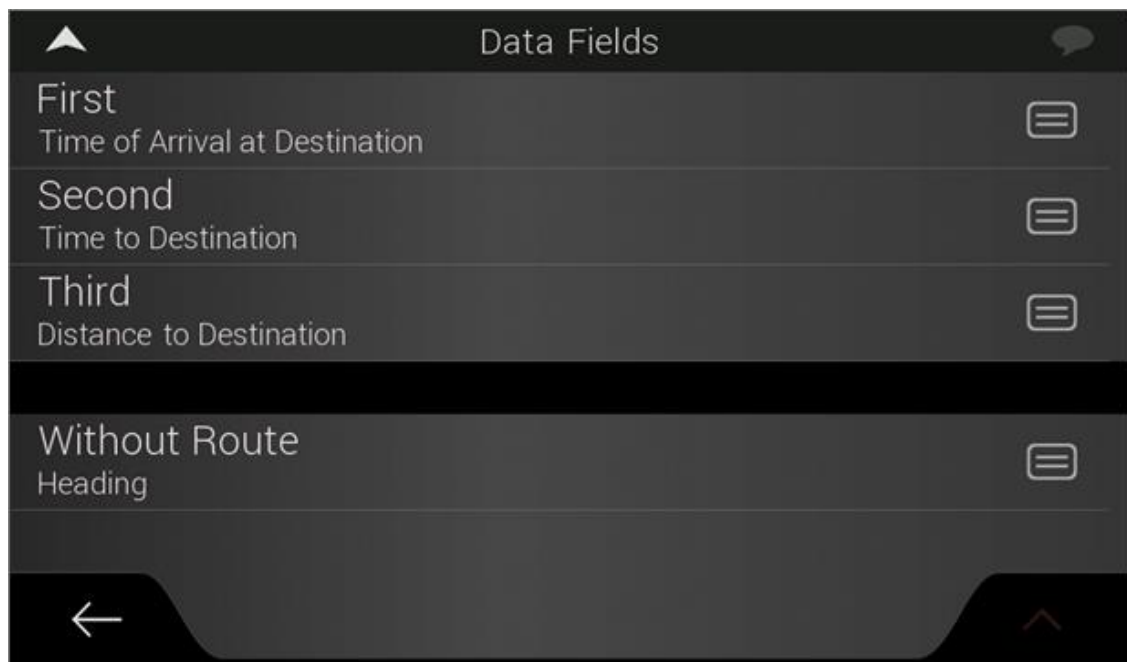 Data Fields
First
Time of Arrival at Destination
Second
Time to Destination
Third
Distance to Destination
Without Route
Heading